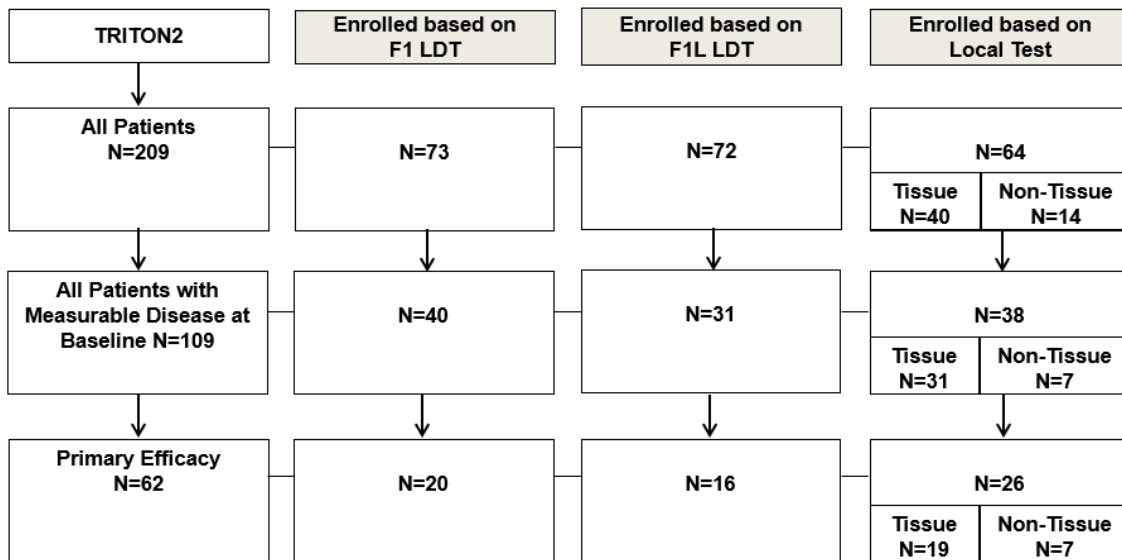 TRITON2
Enrolled based on
F1 LDT
Enrolled based on
F1L LDT
Enrolled based on
Local Test
All Patients
N=209
N=73
N=72
N=64
Tissue
N=40
Non-Tissue
N=14
All Patients with
Measurable Disease at
Baseline N=109
N=40
N=31
N=38
Tissue
N=31
Non-Tissue
N=7
Primary Efficacy
N=62
N=20
N=16
N=26
Tissue
N=19
Non-Tissue
N=7